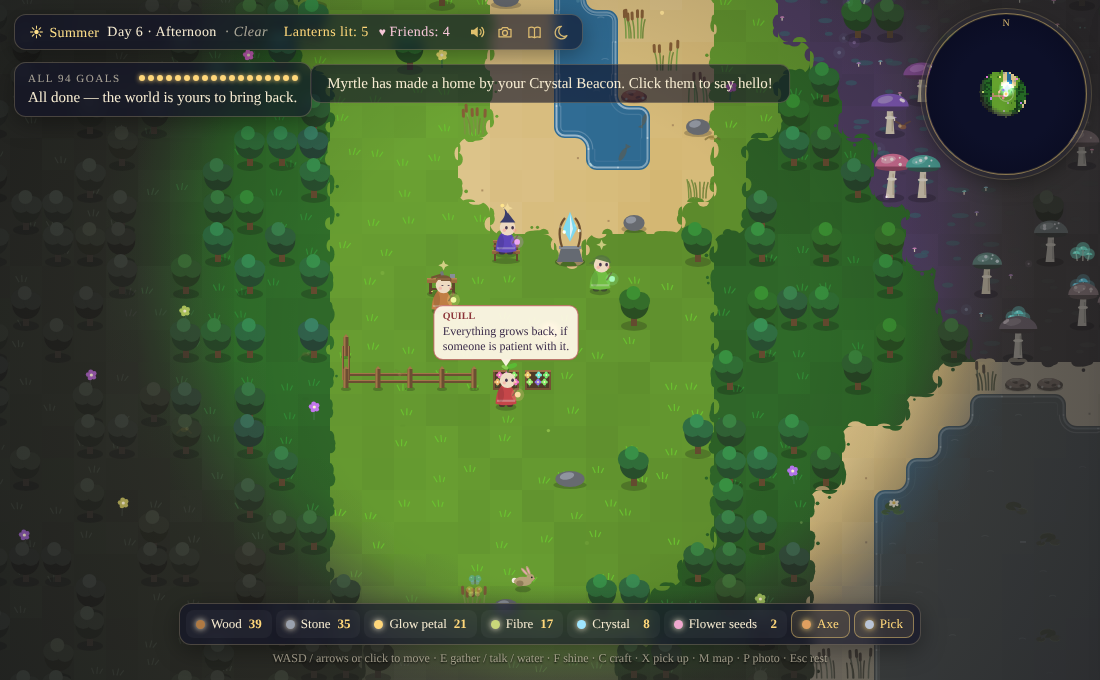 Summer Day 6 · Afternoon · Clear Lanterns lit: 5 ♥ Friends: 4
N
ALL 94 GOALS
All done — the world is yours to bring back.
Myrtle has made a home by your Crystal Beacon. Click them to say hello!
QUILL
Everything grows back, if
someone is patient with it.
Wood 39 Stone 35 Glow petal 21 Fibre 17 Crystal 8 Flower seeds 2 Axe Pick
WASD / arrows or click to move · E gather / talk / water · F shine · C craft · X pick up · M map · P photo · Esc rest